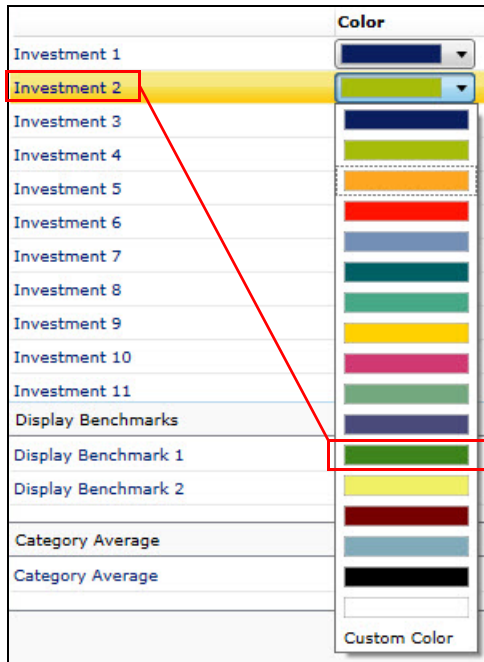 Color
Investment 1
Investment 2
Investment 3
Investment 4
Investment 5
Investment 6
Investment 7
Investment 8
Investment 9
Investment 10
Investment 11
Display Benchmarks
Display Benchmark 1
Display Benchmark 2
Category Average
Category Average
Custom Color